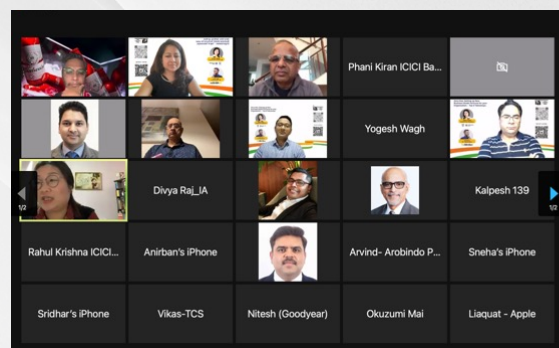 Phani Kiran ICICI Ba...
Yogesh Wagh
Divya Raj_IA
Kalpesh 139
1/2
1/2
Rahul Krishna ICICI...
Anirban's iPhone
Arvind- Arobindo P...
Sneha's iPhone
Sridhar's iPhone
Vikas-TCS
Nitesh (Goodyear)
Okuzumi Mai
Liaquat - Apple